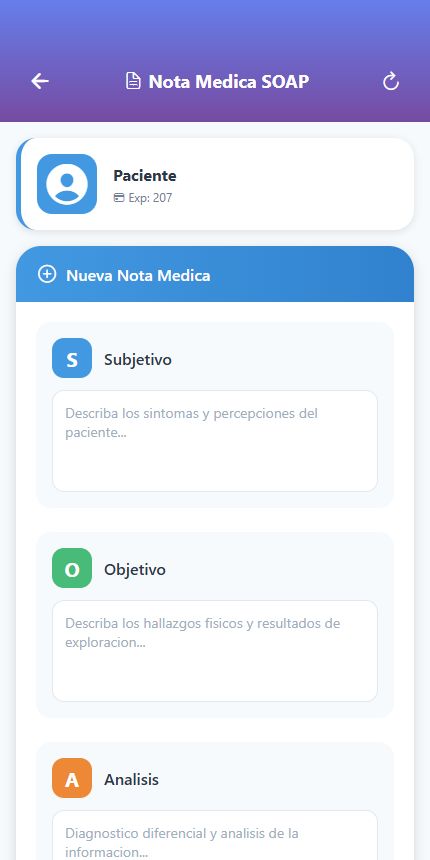 Nota Medica SOAP
Paciente
Exp: 207
Nueva Nota Medica
S Subjetivo
Describa los sintomas y percepciones del
paciente...
O Objetivo
Describa los hallazgos fisicos y resultados de
exploracion...
A Analisis
Diagnostico diferencial y analisis de la
informacion...